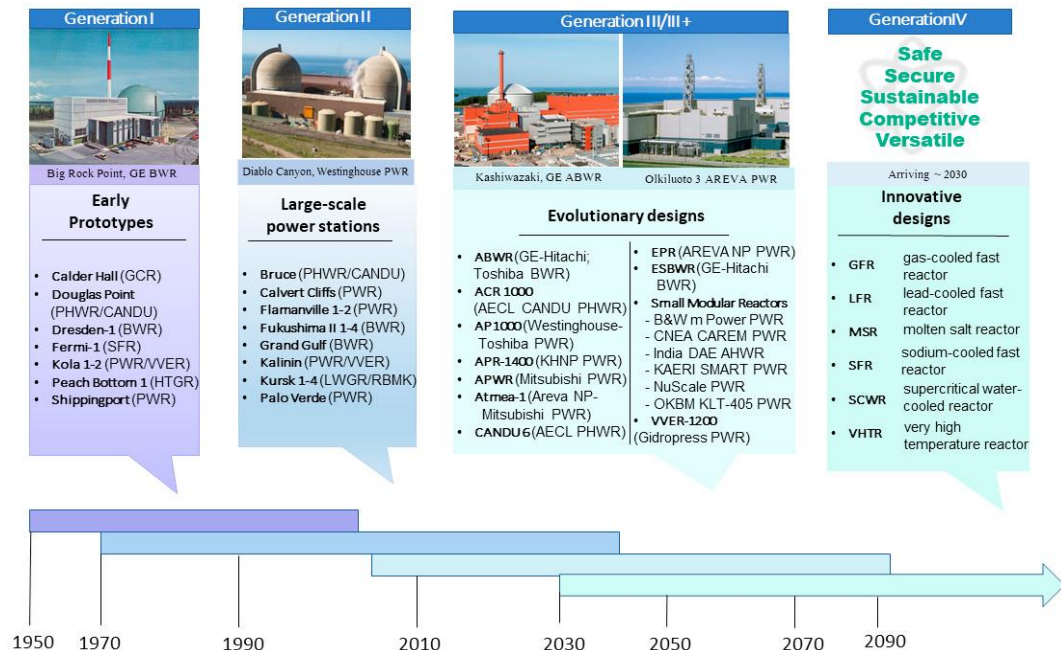 Generation I
Big Rock Point, GE BWR
Early
Prototypes
• Calder Hall (GCR)
• Douglas Point
(PHWR/CANDU)
• Dresden-1 (BWR)
• Fermi-1 (SFR)
• Kola 1-2 (PWR/VVER)
• Peach Bottom 1 (HTGR)
• Shippingport (PWR)
Generation II
Diablo Canyon, Westinghouse PWR
Large-scale
power stations
• Bruce (PHWR/CANDU)
• Calvert Cliffs (PWR)
• Flamanville 1-2 (PWR)
• Fukushima II 1-4 (BWR)
• Grand Gulf (BWR)
• Kalinin (PWR/VVER)
• Kursk 1-4 (LWGR/RBMK)
• Palo Verde (PWR)
Generation III/III+
Kashiwazaki, GE ABWR
Olkiluoto 3 AREVA PWR
Evolutionary designs
• ABWR (GE-Hitachi;
Toshiba BWR)
• ACR 1000
(AECL CANDU PHWR)
• AP1000 (Westinghouse-
Toshiba PWR)
• APR-1400 (KHNP PWR)
• APWR (Mitsubishi PWR)
• Atmea-1 (Areva NP-
Mitsubishi PWR)
• CANDU 6 (AECL PHWR)
• EPR (AREVA NP PWR)
• ESBWR (GE-Hitachi
BWR)
• Small Modular Reactors
- B&W m Power PWR
- CNEA CAREM PWR
- India DAE AHWR
- KAERI SMART PWR
- NuScale PWR
- OKBM KLT-405 PWR
• VVER-1200
(Gidropress PWR)
GenerationIV
Safe
Secure
Sustainable
Competitive
Versatile
Arriving ~ 2030
Innovative
designs
• GFR gas-cooled fast
reactor
• LFR lead-cooled fast
reactor
• MSR molten salt reactor
• SFR sodium-cooled fast
reactor
• SCWR supercritical water-
cooled reactor
• VHTR very high
temperature reactor
1950 1970 1990 2010 2030 2050 2070 2090